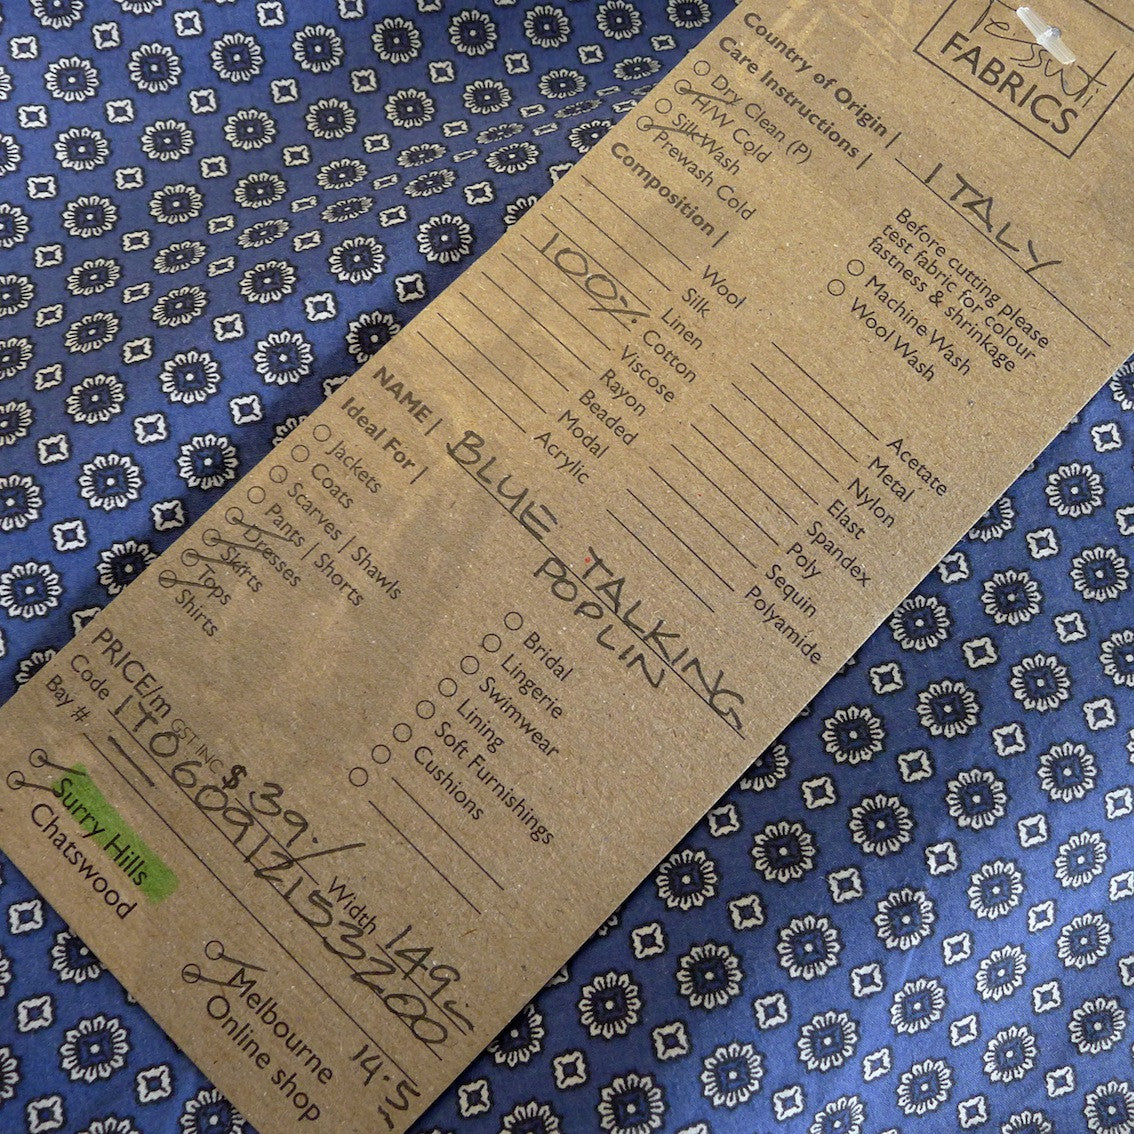 Tessuti
FABRICS
Country of Origin | ITALY
Care Instructions |
Dry Clean (P)
H/W Cold
Silk Wash
Prewash Cold
Before cutting please
test fabric for colour
fastness & shrinkage
Machine Wash
Wool Wash
Composition |
Wool
Silk
Linen
100% Cotton
Viscose
Rayon
Beaded
Modal
Acrylic
Acetate
Metal
Nylon
Elast
Spandex
Poly
Sequin
Polyamide
NAME | BLUE TALKING
POPLIN
Ideal For |
Jackets
Coats
Scarves | Shawls
Pants | Shorts
Dresses
Skirts
Tops
Shirts
Bridal
Lingerie
Swimwear
Lining
Soft Furnishings
Cushions
PRICE/m GST INC $39.- Width 149.-
Code
Bay #
14.5
Surry Hills
Chatswood
Melbourne
Online shop